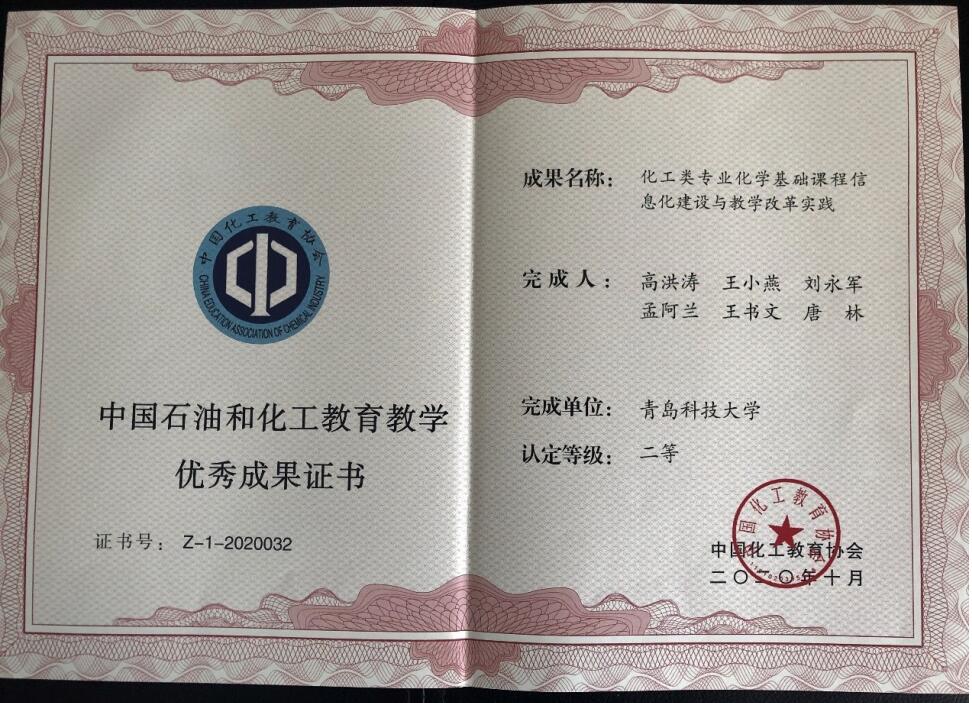 中国化工教育协会
CHINA EDUCATION ASSOCIATION OF CHEMICAL INDUSTRY
中国石油和化工教育教学
优秀成果证书
证书号：Z-1-2020032
成果名称：化工类专业化学基础课程信
息化建设与教学改革实践
完成人：高洪涛 王小燕 刘永军
孟阿兰 王书文 唐 林
完成单位：青岛科技大学
认定等级：二等
中国化工教育协会
中国化工教育协会
二〇二〇年十月